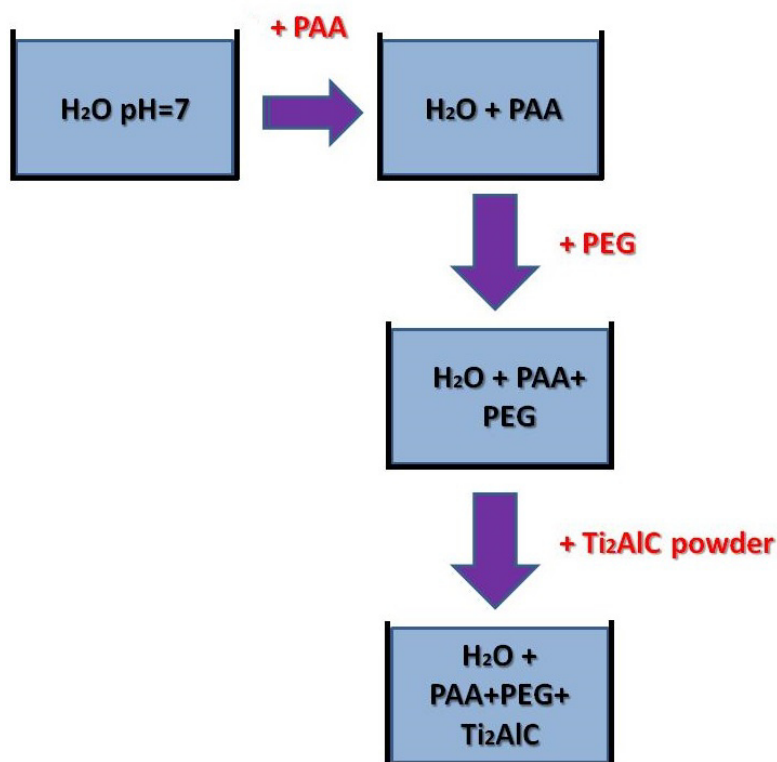 + PAA
H₂O pH=7
H₂O + PAA
+ PEG
H₂O + PAA+
PEG
+ Ti₂AlC powder
H₂O +
PAA+PEG+
Ti₂AlC